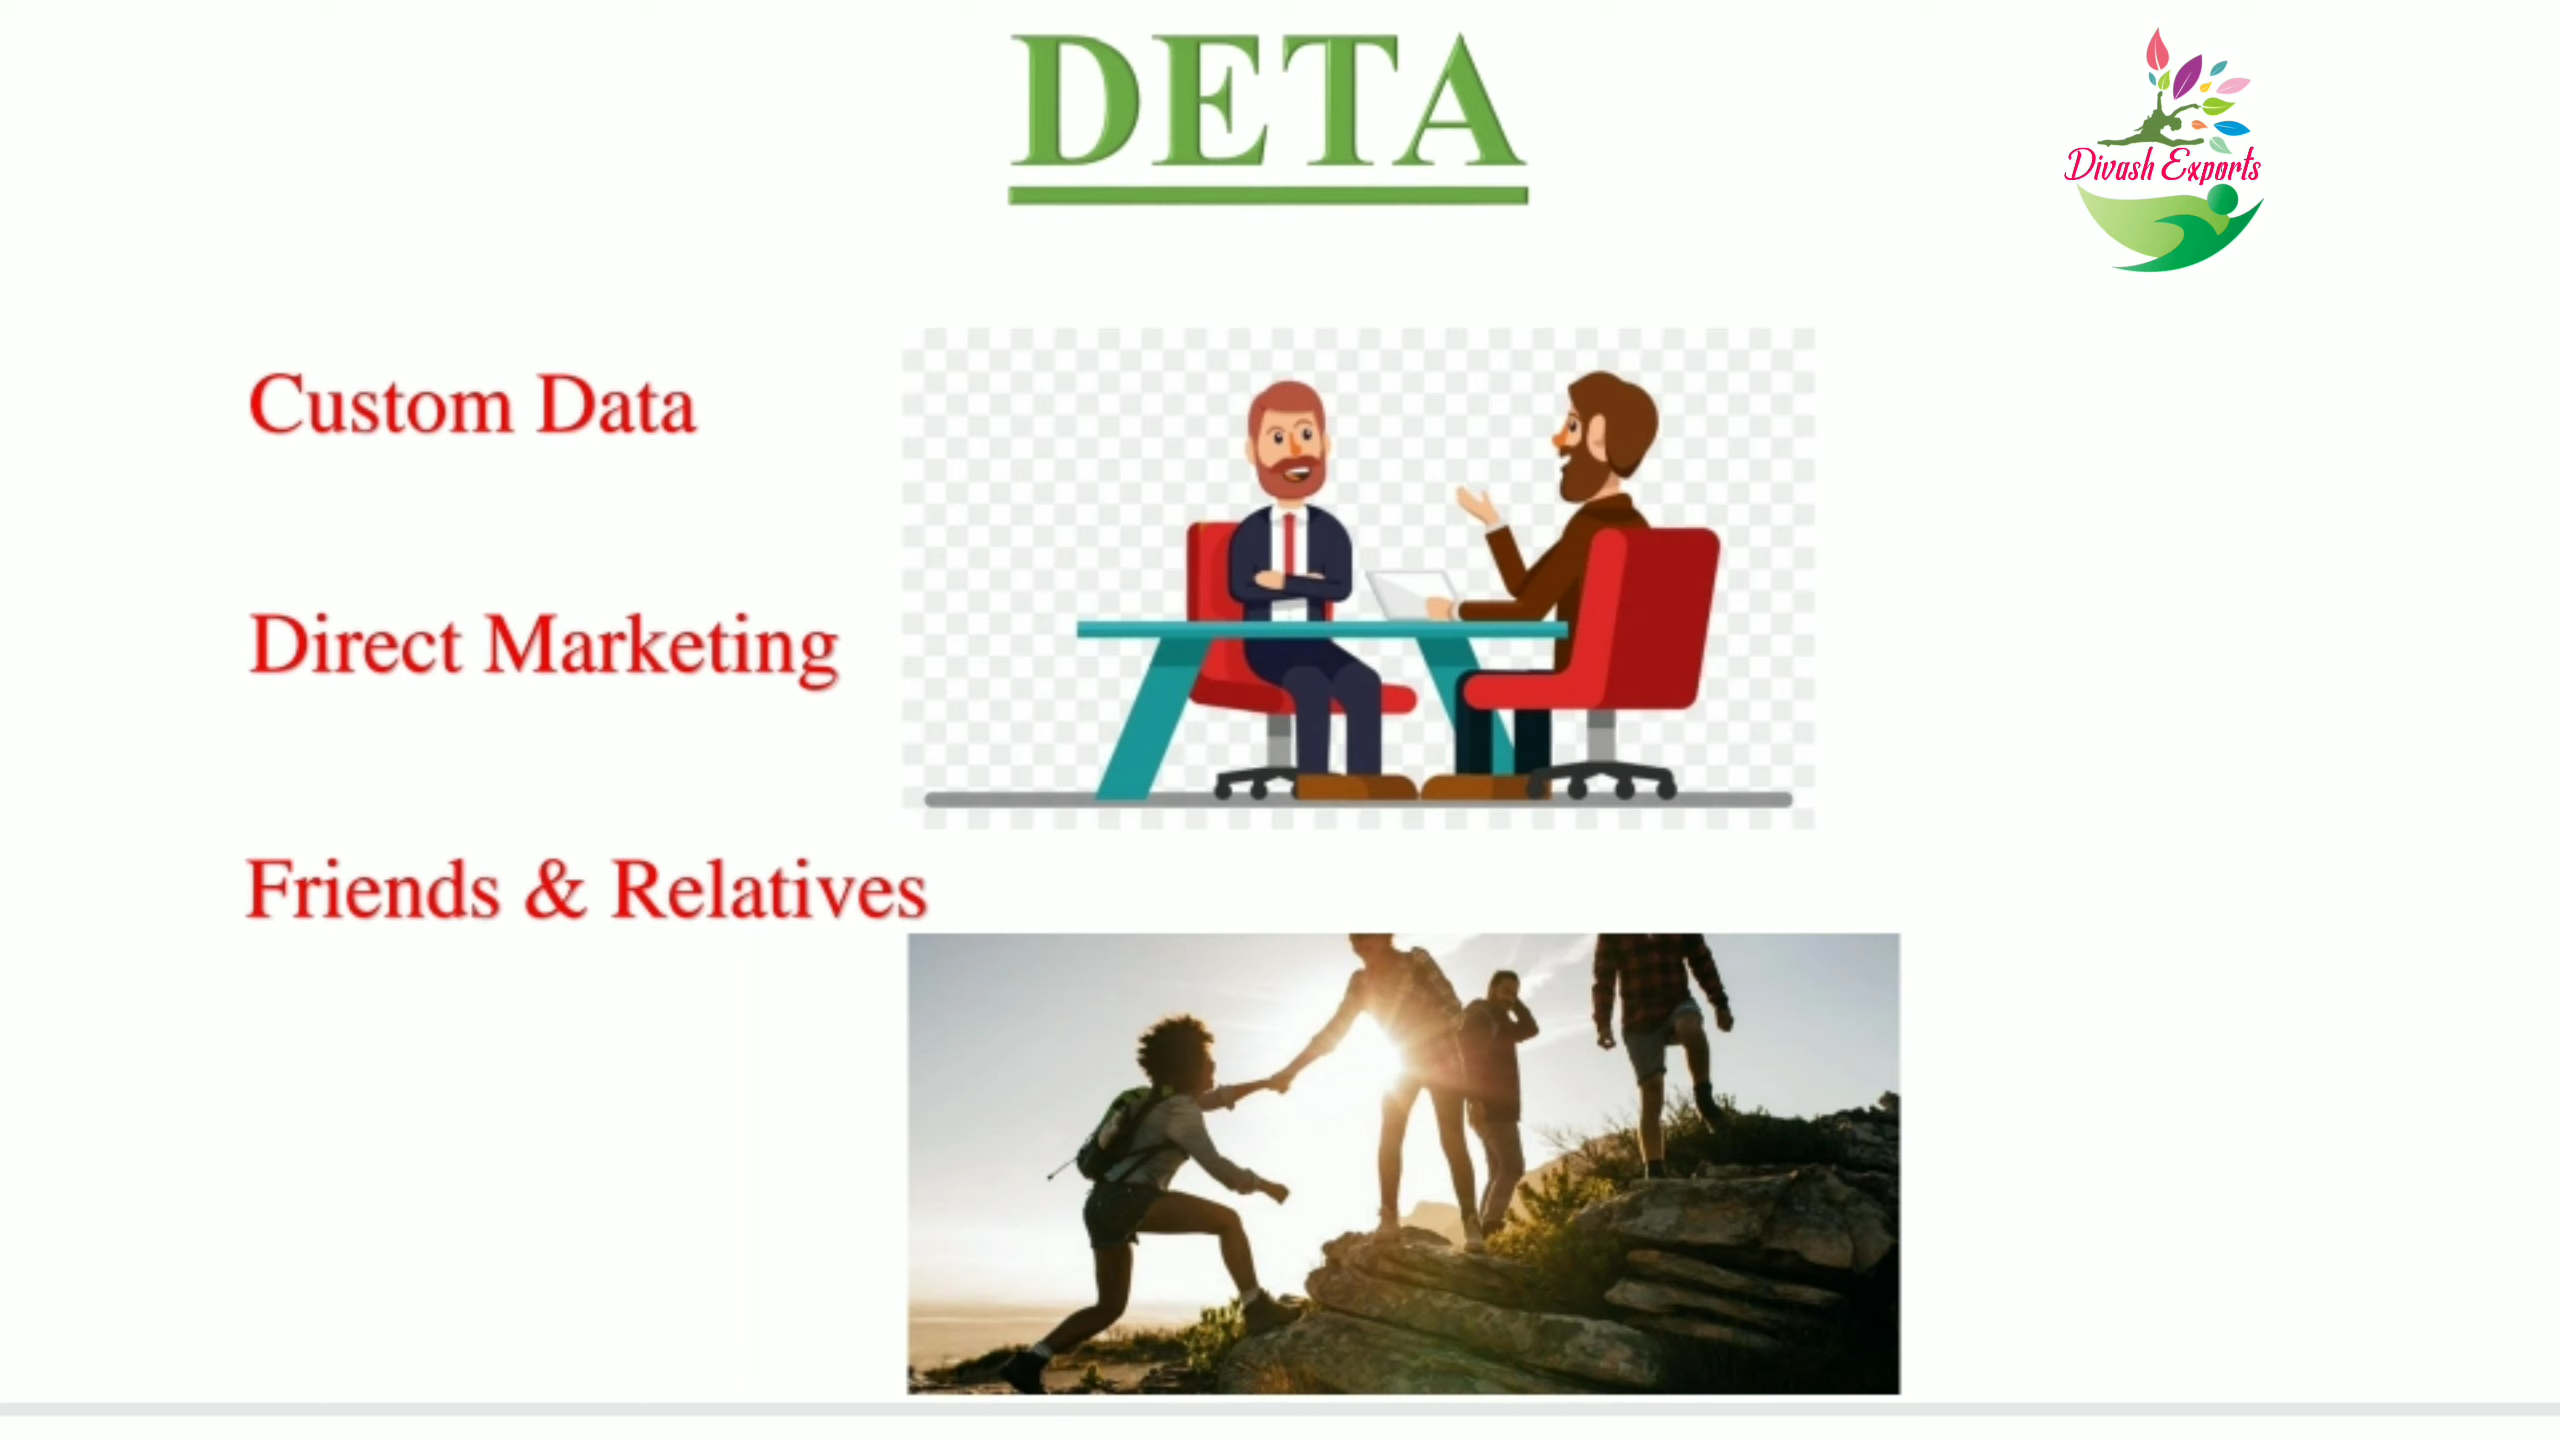 DETA
Divash Exports
Custom Data
Direct Marketing
Friends & Relatives